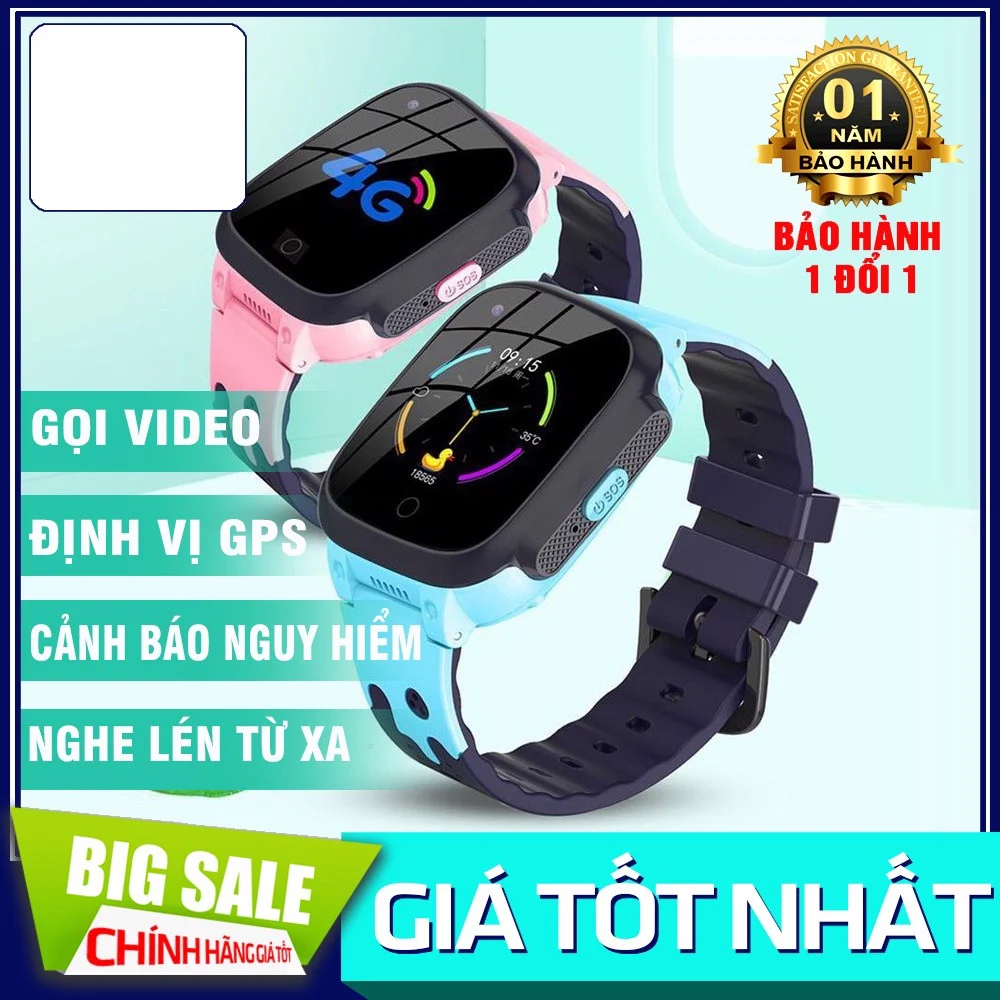 SATISFACTION GUARANTEED
01
NĂM
BẢO HÀNH
BẢO HÀNH
1 ĐỔI 1
4G
SOS
09:15
35℃
18565
SOS
GỌI VIDEO
ĐỊNH VỊ GPS
CẢNH BÁO NGUY HIỂM
NGHE LÉN TỪ XA
BIG SALE
CHÍNH HÃNG GIÁ TỐT
GIÁ TỐT NHẤT